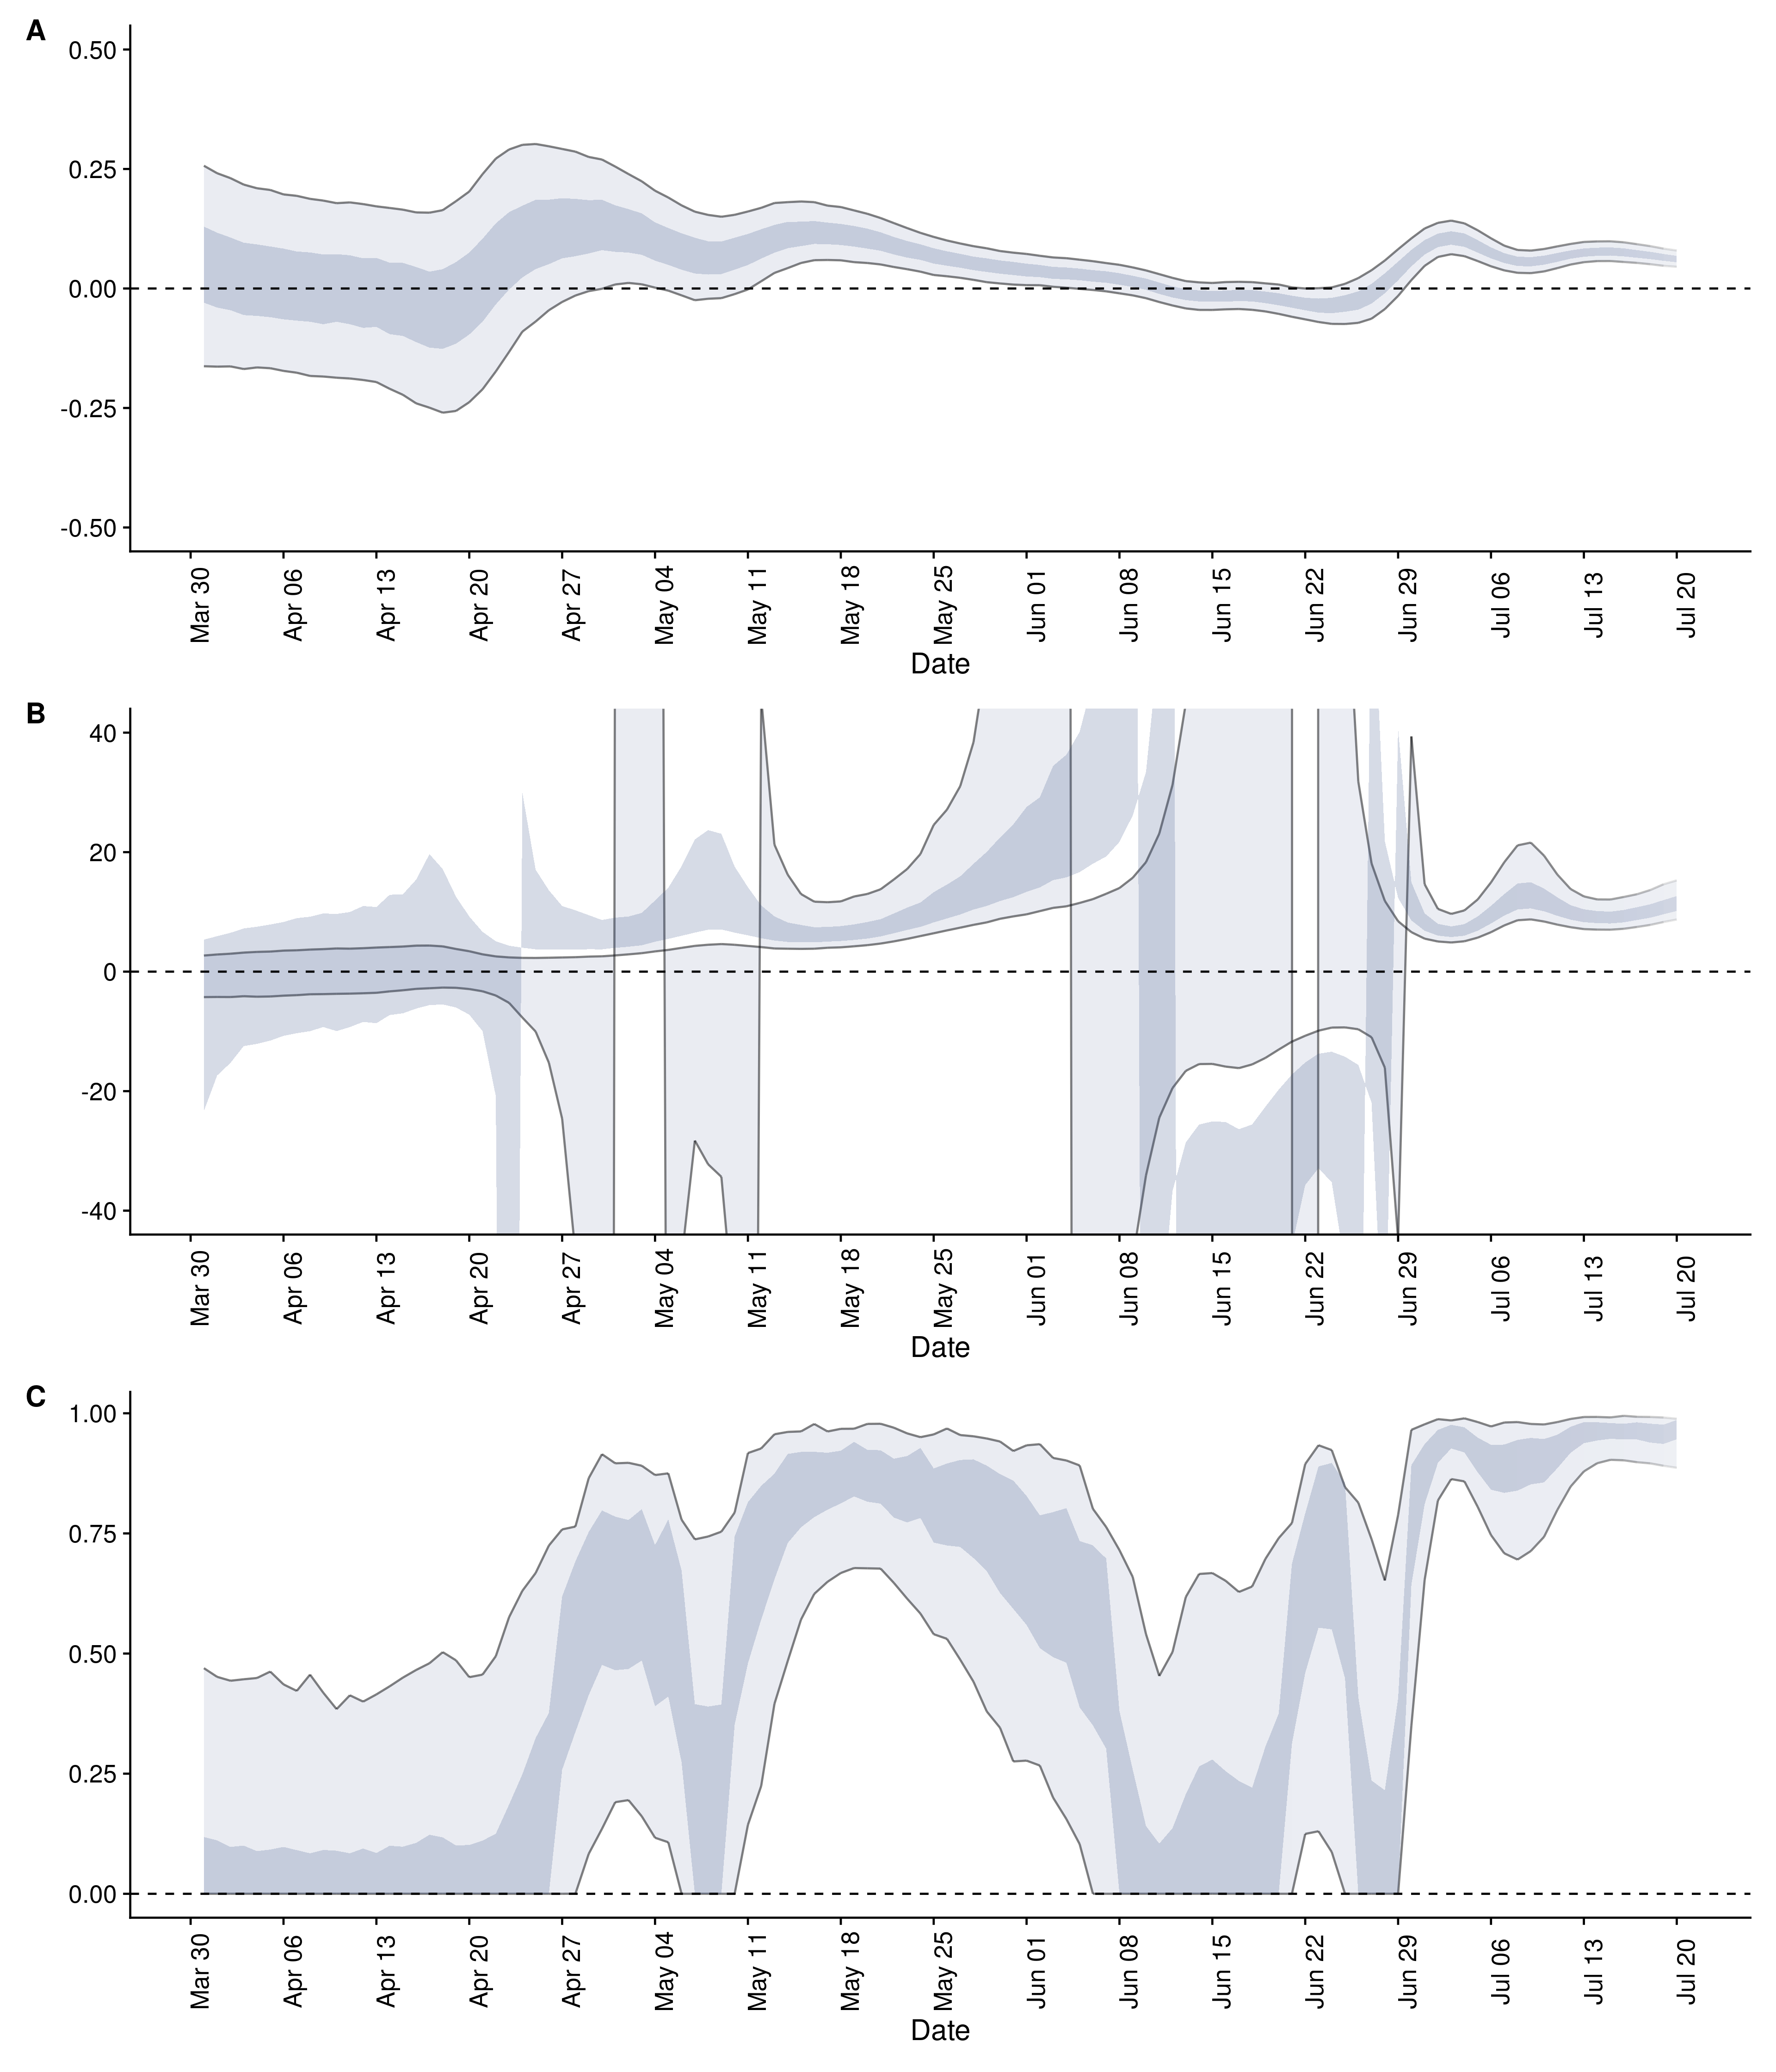 A
0.50
0.25
0.00
-0.25
-0.50
Mar 30
Apr 06
Apr 13
Apr 20
Apr 27
May 04
May 11
May 18
May 25
Jun 01
Jun 08
Jun 15
Jun 22
Jun 29
Jul 06
Jul 13
Jul 20
Date
B
40
20
0
-20
-40
Mar 30
Apr 06
Apr 13
Apr 20
Apr 27
May 04
May 11
May 18
May 25
Jun 01
Jun 08
Jun 15
Jun 22
Jun 29
Jul 06
Jul 13
Jul 20
Date
C
1.00
0.75
0.50
0.25
0.00
Mar 30
Apr 06
Apr 13
Apr 20
Apr 27
May 04
May 11
May 18
May 25
Jun 01
Jun 08
Jun 15
Jun 22
Jun 29
Jul 06
Jul 13
Jul 20
Date